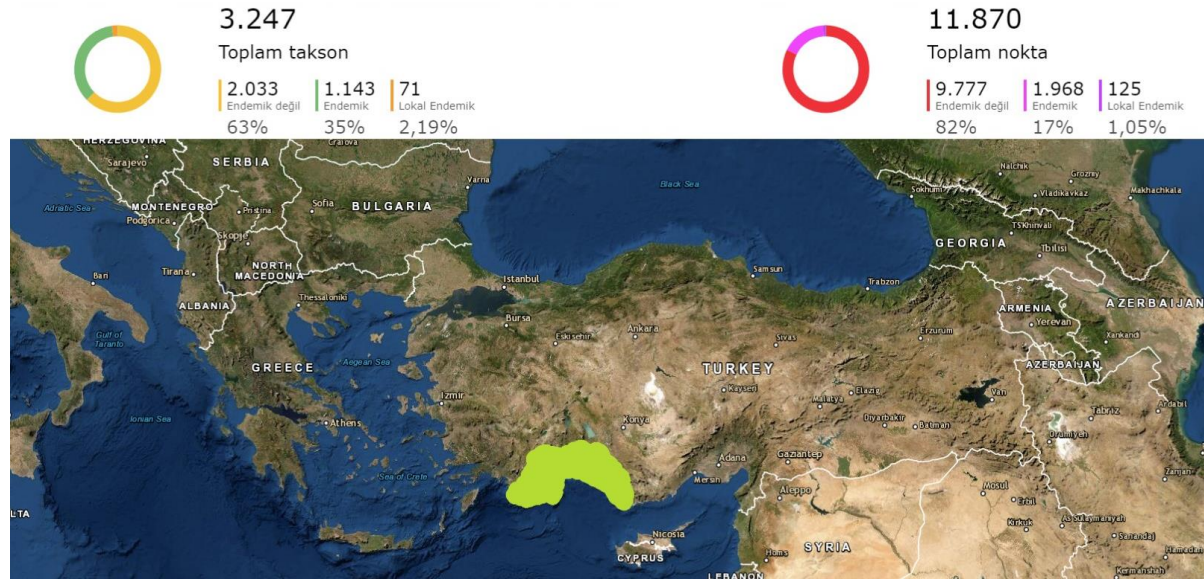 3.247
Toplam takson
2.033
Endemik değil
63%
1.143
Endemik
35%
71
Lokal Endemik
2,19%
11.870
Toplam nokta
9.777
Endemik değil
82%
1.968
Endemik
17%
125
Lokal Endemik
1,05%
HERZEGOVINA
Craiova
Sarajevo
SERBIA
Varna
Black Sea
Nalchik
Grozny
Sokhumi
Vladikavkaz
Makhachkala
Adriatic Sea
MONTENEGRO
Pristina
Sofia
BULGARIA
Podgorica
TS'Khinvali
Skopje
GEORGIA
Tbilisi
Tirana
NORTH
MACEDONIA
Bari
Istanbul
Samsun
Trabzon
ALBANIA
Thessaloniki
ARMENIA
AZERBAIJAN
Bursa
Yerevan
Gulf of
Taranto
Eskisehir
Ankara
Sivas
Erzurum
Xankandi
GREECE
Aegean Sea
TURKEY
AZERBAIJAN
Kayseri
Elazig
Van
Izmir
Malatya
Ardabil
Ionian Sea
Athens
Konya
Diyarbakir
Batman
Tabriz
Orumiyeh
Gaziantep
Adana
Mersin
Sea of Crete
Zanjan
Aleppo
Mosul
Erbil
LTA
Kirkuk
As Sulaymaniyah
Nicosia
Sanandaj
CYPRUS
Homs
SYRIA
Hamadan
Kermanshah
LEBANON